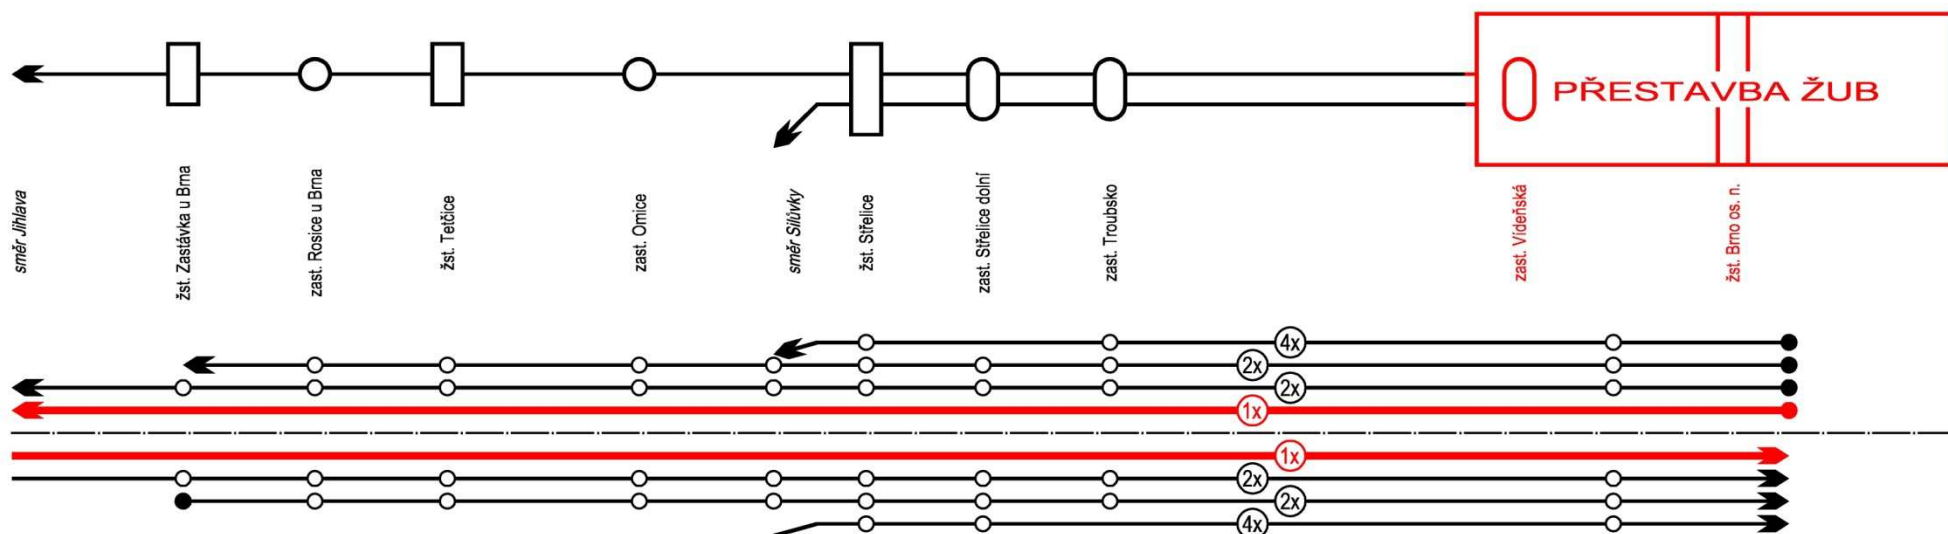 PŘESTAVBA ŽUB
směr Jihlava
žst. Zastávka u Brna
zast. Rosice u Brna
žst. Tetčice
zast. Omice
směr Silůvky
žst. Střelice
zast. Střelice dolní
zast. Troubsko
zast. Vídeňská
žst. Brno os. n.
4x
2x
2x
1x
1x
2x
2x
4x